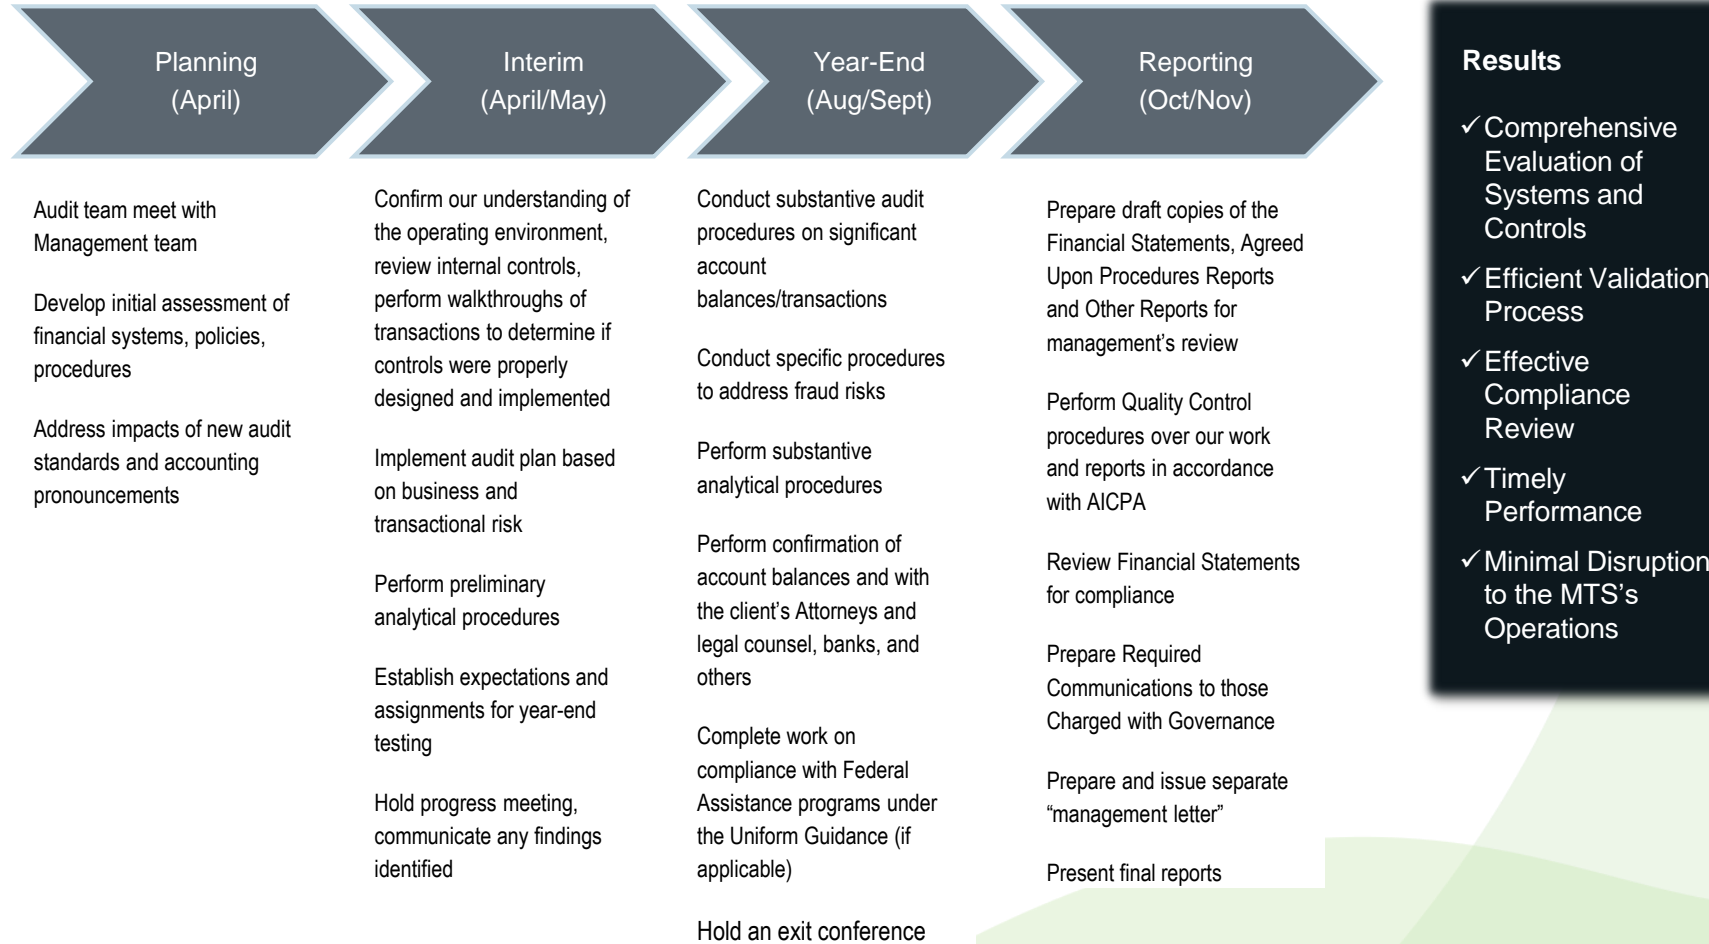 Planning
(April)
Interim
(April/May)
Year-End
(Aug/Sept)
Reporting
(Oct/Nov)
Audit team meet with
Management team
Develop initial assessment of
financial systems, policies,
procedures
Address impacts of new audit
standards and accounting
pronouncements
Confirm our understanding of
the operating environment,
review internal controls,
perform walkthroughs of
transactions to determine if
controls were properly
designed and implemented
Implement audit plan based
on business and
transactional risk
Perform preliminary
analytical procedures
Establish expectations and
assignments for year-end
testing
Hold progress meeting,
communicate any findings
identified
Conduct substantive audit
procedures on significant
account
balances/transactions
Conduct specific procedures
to address fraud risks
Perform substantive
analytical procedures
Perform confirmation of
account balances and with
the client’s Attorneys and
legal counsel, banks, and
others
Complete work on
compliance with Federal
Assistance programs under
the Uniform Guidance (if
applicable)
Hold an exit conference
Prepare draft copies of the
Financial Statements, Agreed
Upon Procedures Reports
and Other Reports for
management’s review
Perform Quality Control
procedures over our work
and reports in accordance
with AICPA
Review Financial Statements
for compliance
Prepare Required
Communications to those
Charged with Governance
Prepare and issue separate
“management letter”
Present final reports
Results
✓ Comprehensive
Evaluation of
Systems and
Controls
✓ Efficient Validation
Process
✓ Effective
Compliance
Review
✓ Timely
Performance
✓ Minimal Disruption
to the MTS’s
Operations